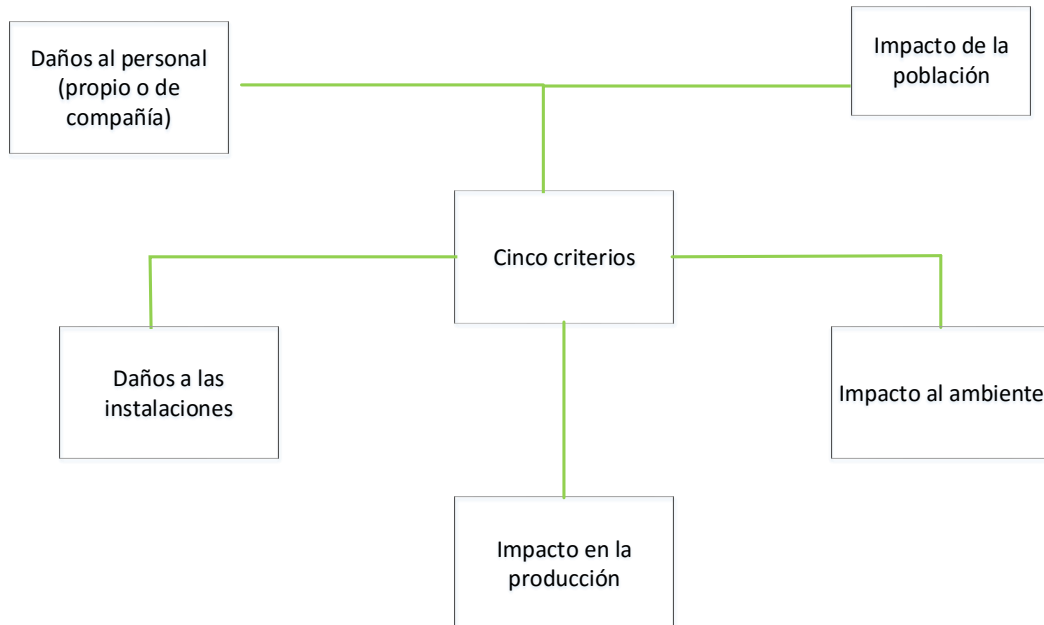 Daños al personal
(propio o de
compañía)
Impacto de la
población
Cinco criterios
Daños a las
instalaciones
Impacto al ambiente
Impacto en la
producción